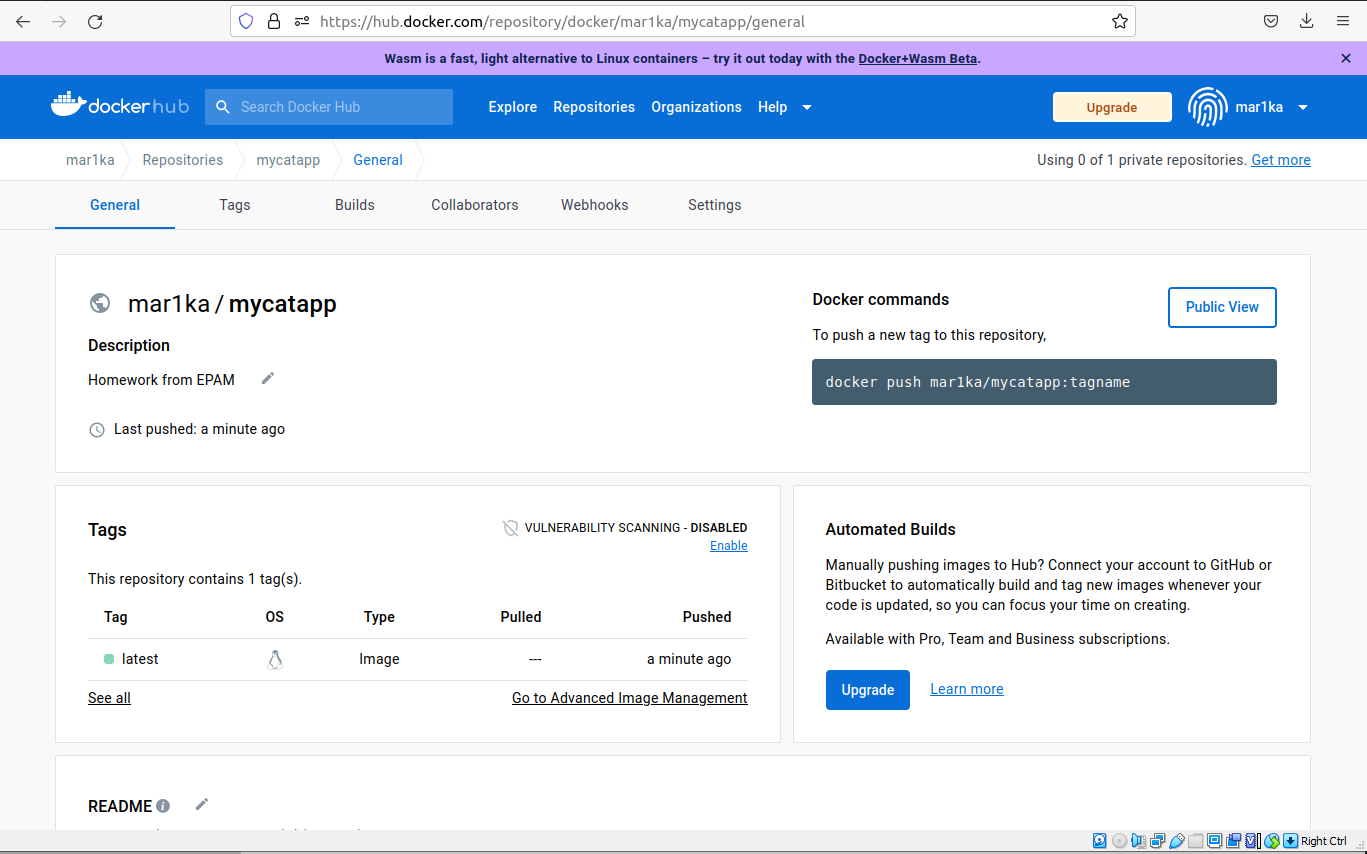 https://hub.docker.com/repository/docker/mar1ka/mycatapp/general
Wasm is a fast, light alternative to Linux containers – try it out today with the Docker+Wasm Beta.
dockerhub
Search Docker Hub
Explore
Repositories
Organizations
Help
Upgrade
mar1ka
mar1ka
Repositories
mycatapp
General
Using 0 of 1 private repositories. Get more
General
Tags
Builds
Collaborators
Webhooks
Settings
mar1ka / mycatapp
Description
Homework from EPAM
Last pushed: a minute ago
Docker commands
Public View
To push a new tag to this repository,
docker push mar1ka/mycatapp:tagname
Tags
VULNERABILITY SCANNING - DISABLED
Enable
This repository contains 1 tag(s).
Tag OS Type Pulled Pushed
latest Image --- a minute ago
See all
Go to Advanced Image Management
Automated Builds
Manually pushing images to Hub? Connect your account to GitHub or
Bitbucket to automatically build and tag new images whenever your
code is updated, so you can focus your time on creating.
Available with Pro, Team and Business subscriptions.
Upgrade
Learn more
README
Right Ctrl